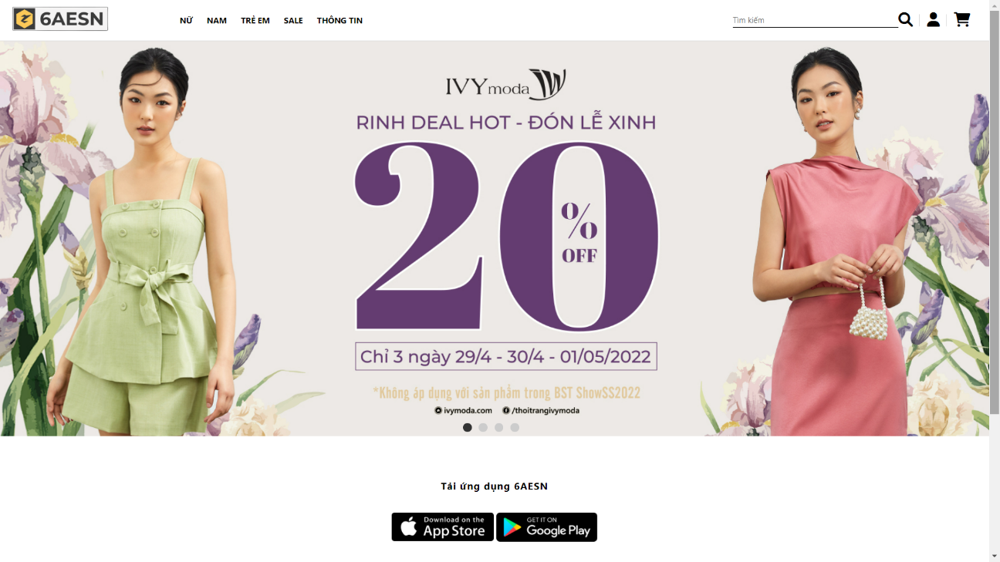 6AESN
NỮ NAM TRẺ EM SALE THÔNG TIN
Tìm kiếm
IVY moda
RINH DEAL HOT - ĐÓN LỄ XINH
20
%
OFF
Chỉ 3 ngày 29/4 - 30/4 - 01/05/2022
*Không áp dụng với sản phẩm trong BST ShowSS2022
ivymoda.com /thoitrangivymoda
Tải ứng dụng 6AESN
Download on the
App Store
GET IT ON
Google Play